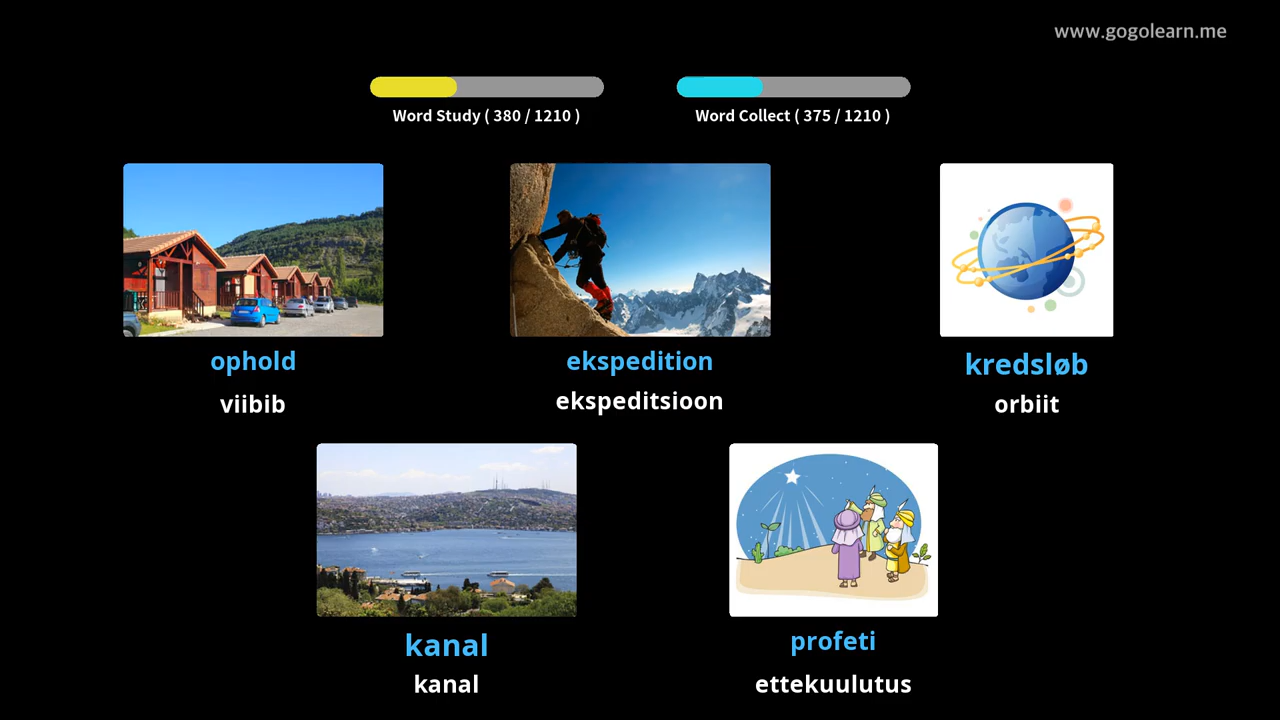 www.gogolearn.me
Word Study ( 380 / 1210 )
Word Collect ( 375 / 1210 )
ophold
viibib
ekspedition
ekspeditsioon
kredsløb
orbiit
kanal
kanal
profeti
ettekuulutus